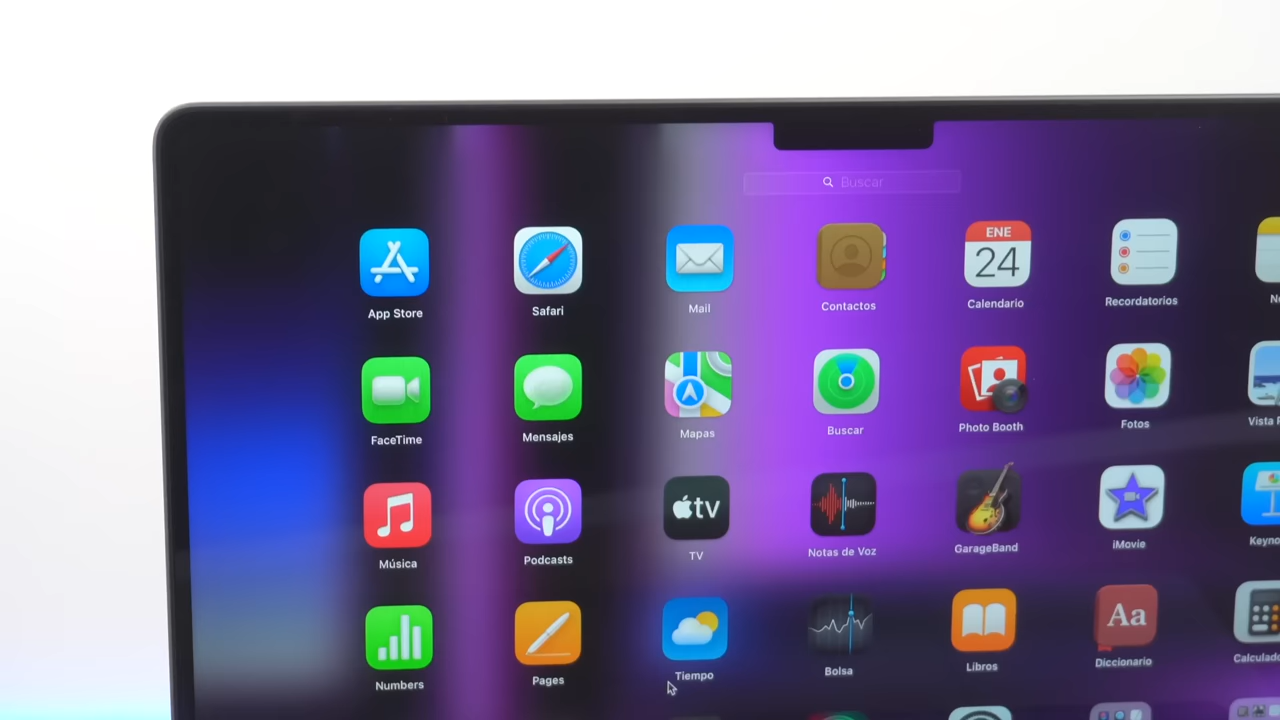 Buscar
ENE
24
App Store
Safari
Mail
Contactos
Calendario
Recordatorios
FaceTime
Mensajes
Mapas
Buscar
Photo Booth
Fotos
Vista
tv
Música
Podcasts
TV
Notas de Voz
GarageBand
iMovie
Aa
Numbers
Pages
Tiempo
Bolsa
Libros
Diccionario